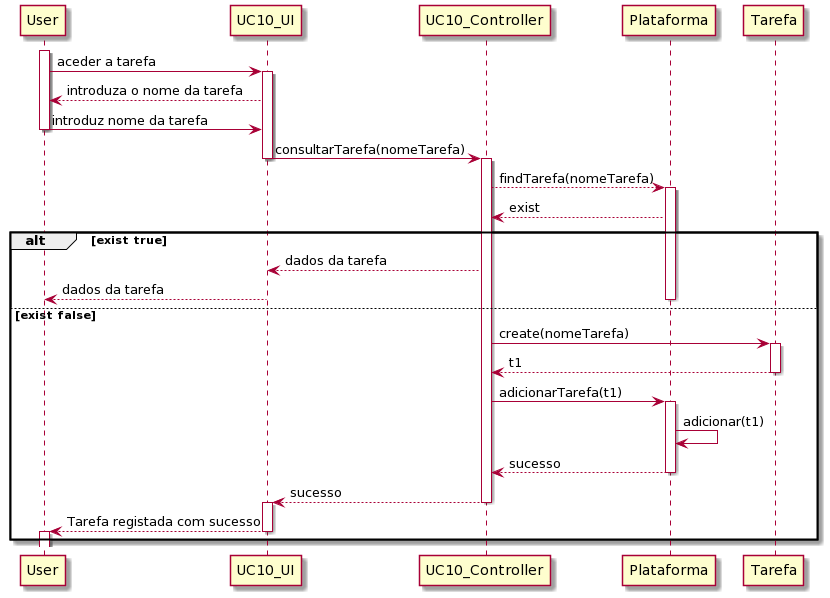 User UC10_UI UC10_Controller Plataforma Tarefa
aceder a tarefa
introduza o nome da tarefa
introduz nome da tarefa
consultarTarefa(nomeTarefa)
findTarefa(nomeTarefa)
exist
alt [exist true]
dados da tarefa
dados da tarefa
[exist false]
create(nomeTarefa)
t1
adicionarTarefa(t1)
adicionar(t1)
sucesso
sucesso
Tarefa registada com sucesso
User UC10_UI UC10_Controller Plataforma Tarefa